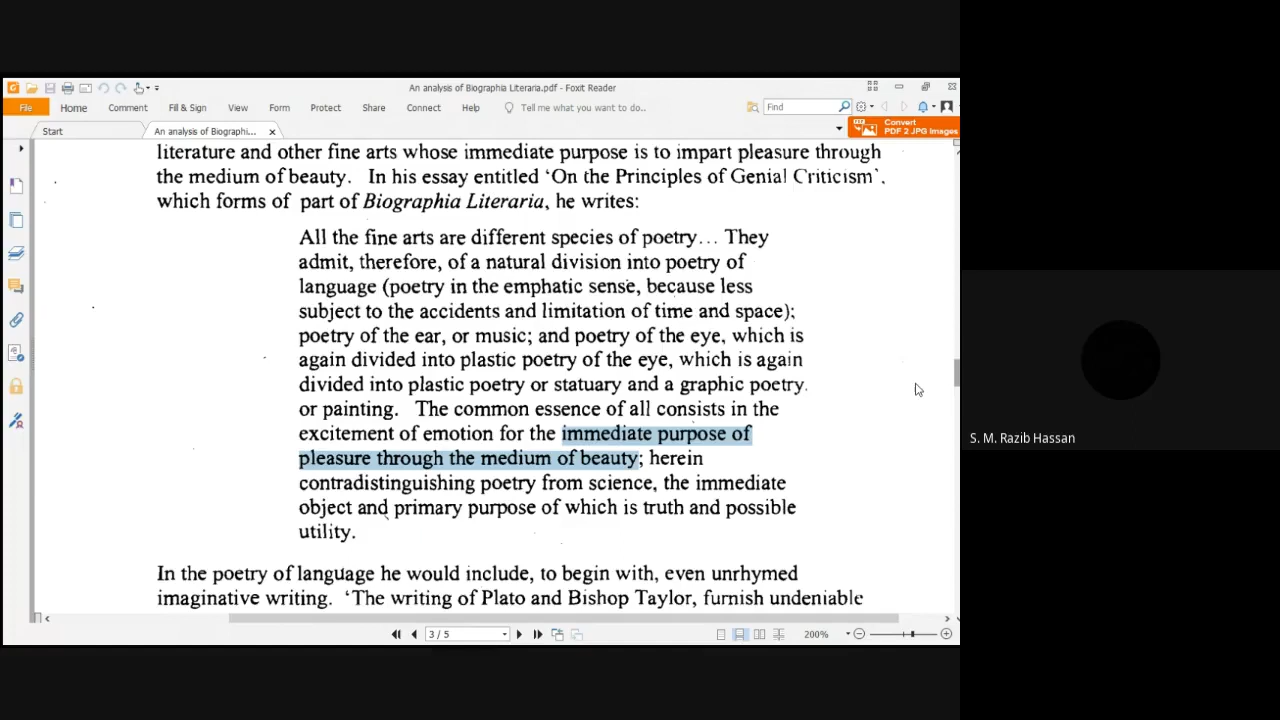 An analysis of Biographia Literaria.pdf - Foxit Reader
File Home Comment Fill & Sign View Form Protect Share Connect Help Tell me what you want to do.. Find
Start An analysis of Biographi... Convert
PDF 2 JPG Images
literature and other fine arts whose immediate purpose is to impart pleasure through
the medium of beauty. In his essay entitled ‘On the Principles of Genial Criticism’,
which forms of part of Biographia Literaria, he writes:
All the fine arts are different species of poetry... They
admit, therefore, of a natural division into poetry of
language (poetry in the emphatic sense, because less
subject to the accidents and limitation of time and space);
poetry of the ear, or music; and poetry of the eye, which is
again divided into plastic poetry of the eye, which is again
divided into plastic poetry or statuary and a graphic poetry.
or painting. The common essence of all consists in the
excitement of emotion for the immediate purpose of
pleasure through the medium of beauty; herein
contradistinguishing poetry from science, the immediate
object and primary purpose of which is truth and possible
utility.
In the poetry of language he would include, to begin with, even unrhymed
imaginative writing. ‘The writing of Plato and Bishop Taylor, furnish undeniable
3 / 5 200%
S. M. Razib Hassan